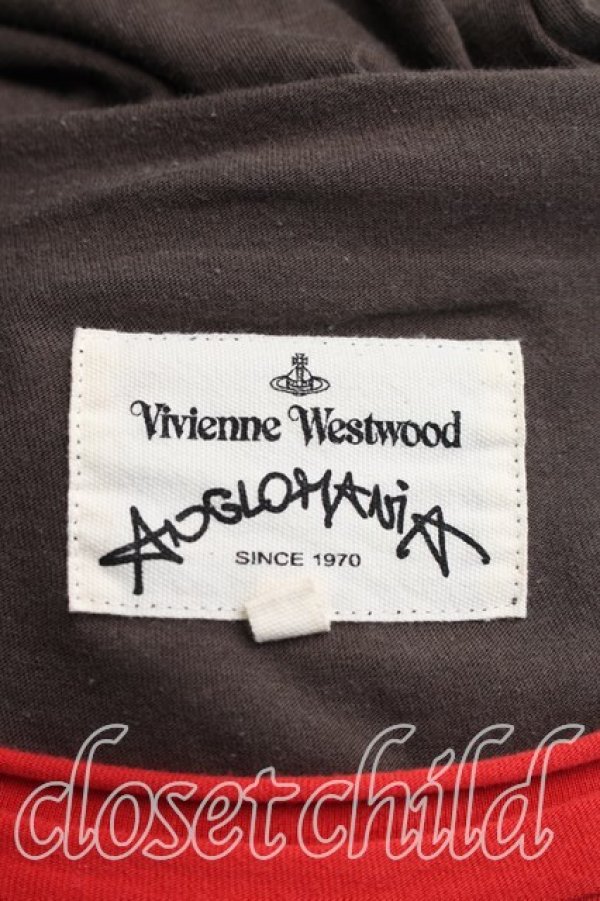 Vivienne Westwood
ANGLOMANIA
SINCE 1970
closetchild